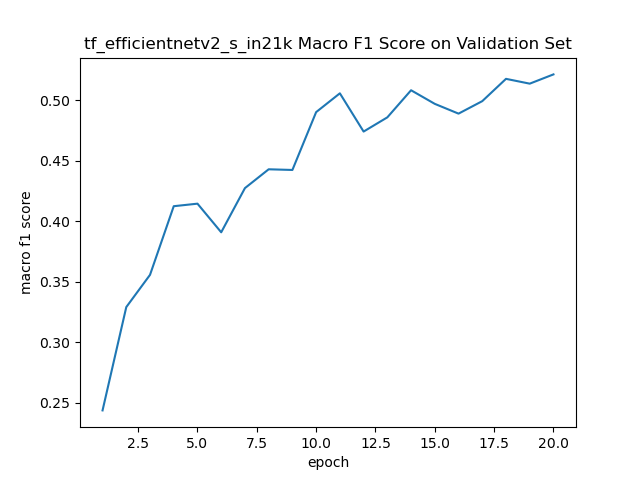 tf_efficientnetv2_s_in21k Macro F1 Score on Validation Set
0.50
0.45
0.40
0.35
0.30
0.25
macro f1 score
2.5 5.0 7.5 10.0 12.5 15.0 17.5 20.0
epoch